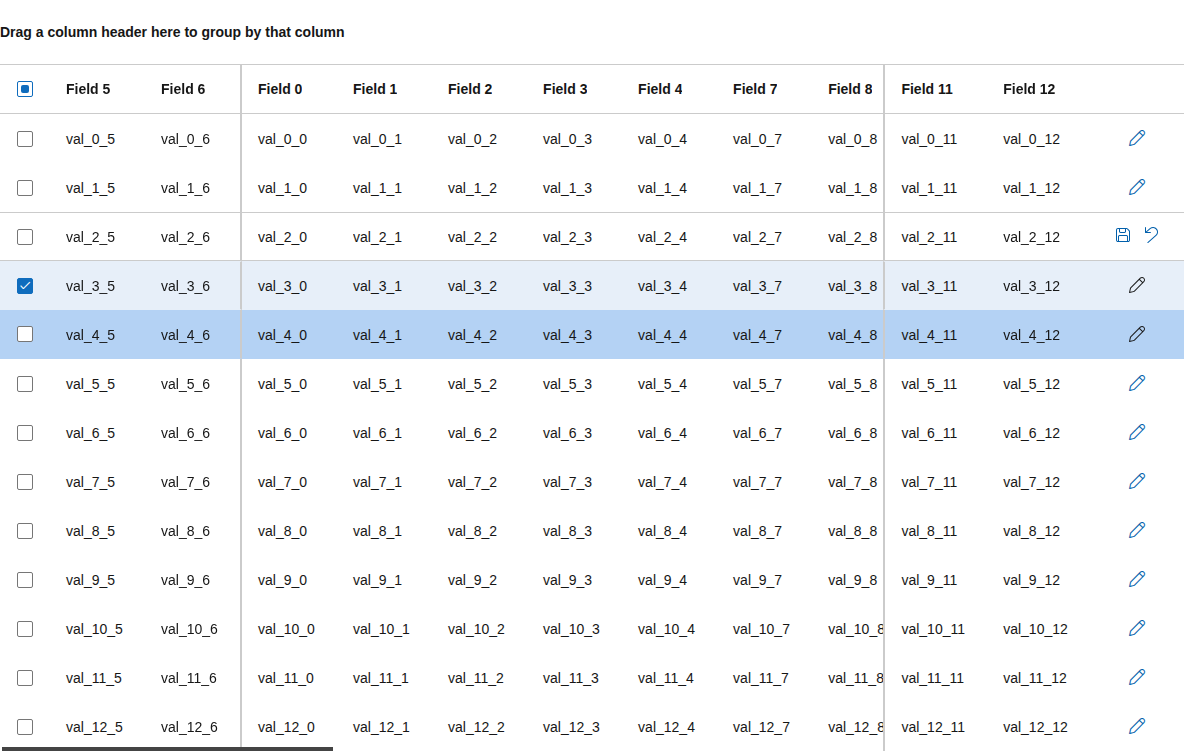 Drag a column header here to group by that column
Field 5 Field 6 Field 0 Field 1 Field 2 Field 3 Field 4 Field 7 Field 8 Field 11 Field 12
val_0_5 val_0_6 val_0_0 val_0_1 val_0_2 val_0_3 val_0_4 val_0_7 val_0_8 val_0_11 val_0_12
val_1_5 val_1_6 val_1_0 val_1_1 val_1_2 val_1_3 val_1_4 val_1_7 val_1_8 val_1_11 val_1_12
val_2_5 val_2_6 val_2_0 val_2_1 val_2_2 val_2_3 val_2_4 val_2_7 val_2_8 val_2_11 val_2_12
val_3_5 val_3_6 val_3_0 val_3_1 val_3_2 val_3_3 val_3_4 val_3_7 val_3_8 val_3_11 val_3_12
val_4_5 val_4_6 val_4_0 val_4_1 val_4_2 val_4_3 val_4_4 val_4_7 val_4_8 val_4_11 val_4_12
val_5_5 val_5_6 val_5_0 val_5_1 val_5_2 val_5_3 val_5_4 val_5_7 val_5_8 val_5_11 val_5_12
val_6_5 val_6_6 val_6_0 val_6_1 val_6_2 val_6_3 val_6_4 val_6_7 val_6_8 val_6_11 val_6_12
val_7_5 val_7_6 val_7_0 val_7_1 val_7_2 val_7_3 val_7_4 val_7_7 val_7_8 val_7_11 val_7_12
val_8_5 val_8_6 val_8_0 val_8_1 val_8_2 val_8_3 val_8_4 val_8_7 val_8_8 val_8_11 val_8_12
val_9_5 val_9_6 val_9_0 val_9_1 val_9_2 val_9_3 val_9_4 val_9_7 val_9_8 val_9_11 val_9_12
val_10_5 val_10_6 val_10_0 val_10_1 val_10_2 val_10_3 val_10_4 val_10_7 val_10_8 val_10_11 val_10_12
val_11_5 val_11_6 val_11_0 val_11_1 val_11_2 val_11_3 val_11_4 val_11_7 val_11_8 val_11_11 val_11_12
val_12_5 val_12_6 val_12_0 val_12_1 val_12_2 val_12_3 val_12_4 val_12_7 val_12_8 val_12_11 val_12_12